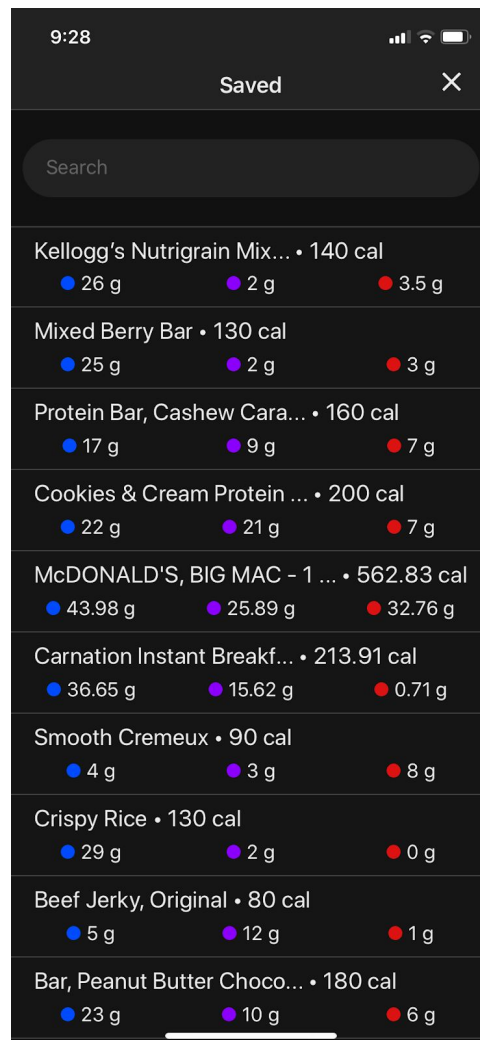 9:28
Saved
Search
Kellogg’s Nutrigrain Mix... • 140 cal
26 g 2 g 3.5 g
Mixed Berry Bar • 130 cal
25 g 2 g 3 g
Protein Bar, Cashew Cara... • 160 cal
17 g 9 g 7 g
Cookies & Cream Protein ... • 200 cal
22 g 21 g 7 g
McDONALD'S, BIG MAC - 1 ... • 562.83 cal
43.98 g 25.89 g 32.76 g
Carnation Instant Breakf... • 213.91 cal
36.65 g 15.62 g 0.71 g
Smooth Cremeux • 90 cal
4 g 3 g 8 g
Crispy Rice • 130 cal
29 g 2 g 0 g
Beef Jerky, Original • 80 cal
5 g 12 g 1 g
Bar, Peanut Butter Choco... • 180 cal
23 g 10 g 6 g